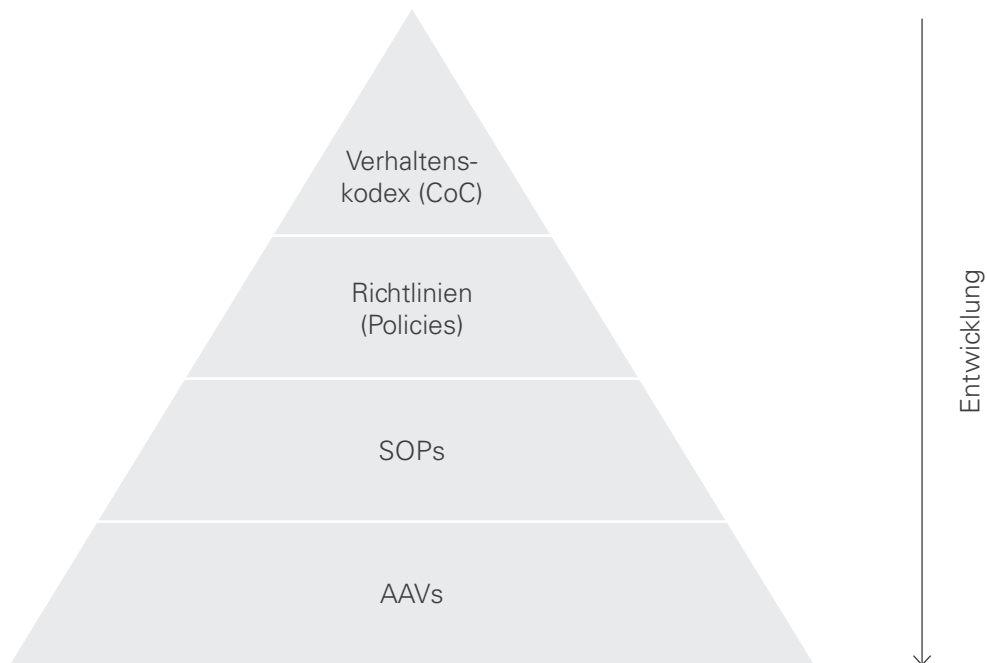 Verhaltens-
kodex (CoC)
Richtlinien
(Policies)
SOPs
AAVs
Entwicklung